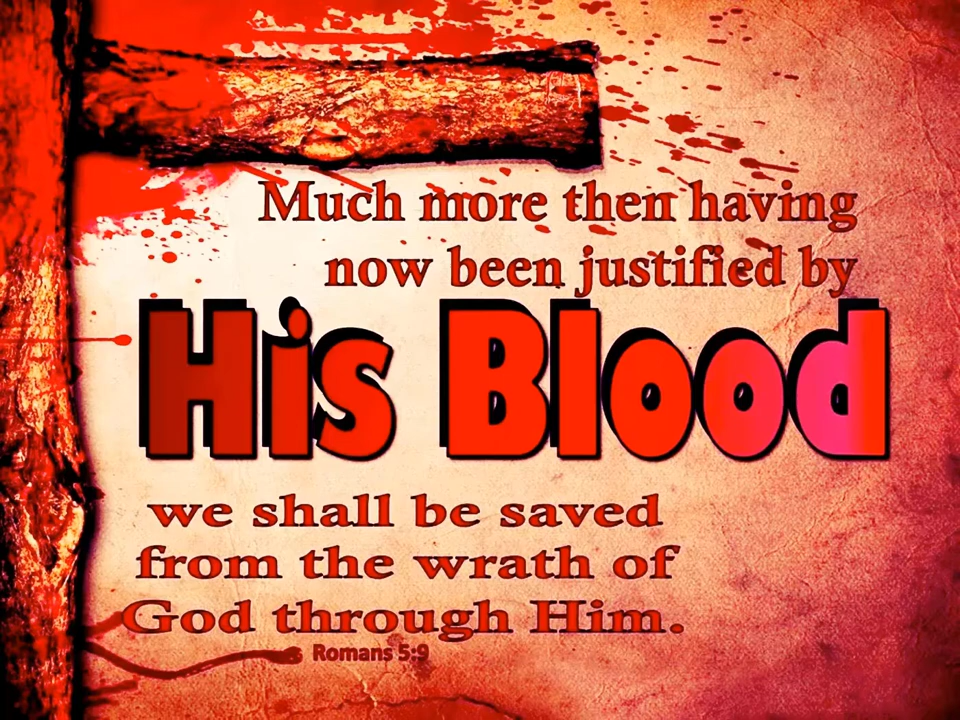 Much more then having
now been justified by
His Blood
we shall be saved
from the wrath of
God through Him.
Romans 5:9